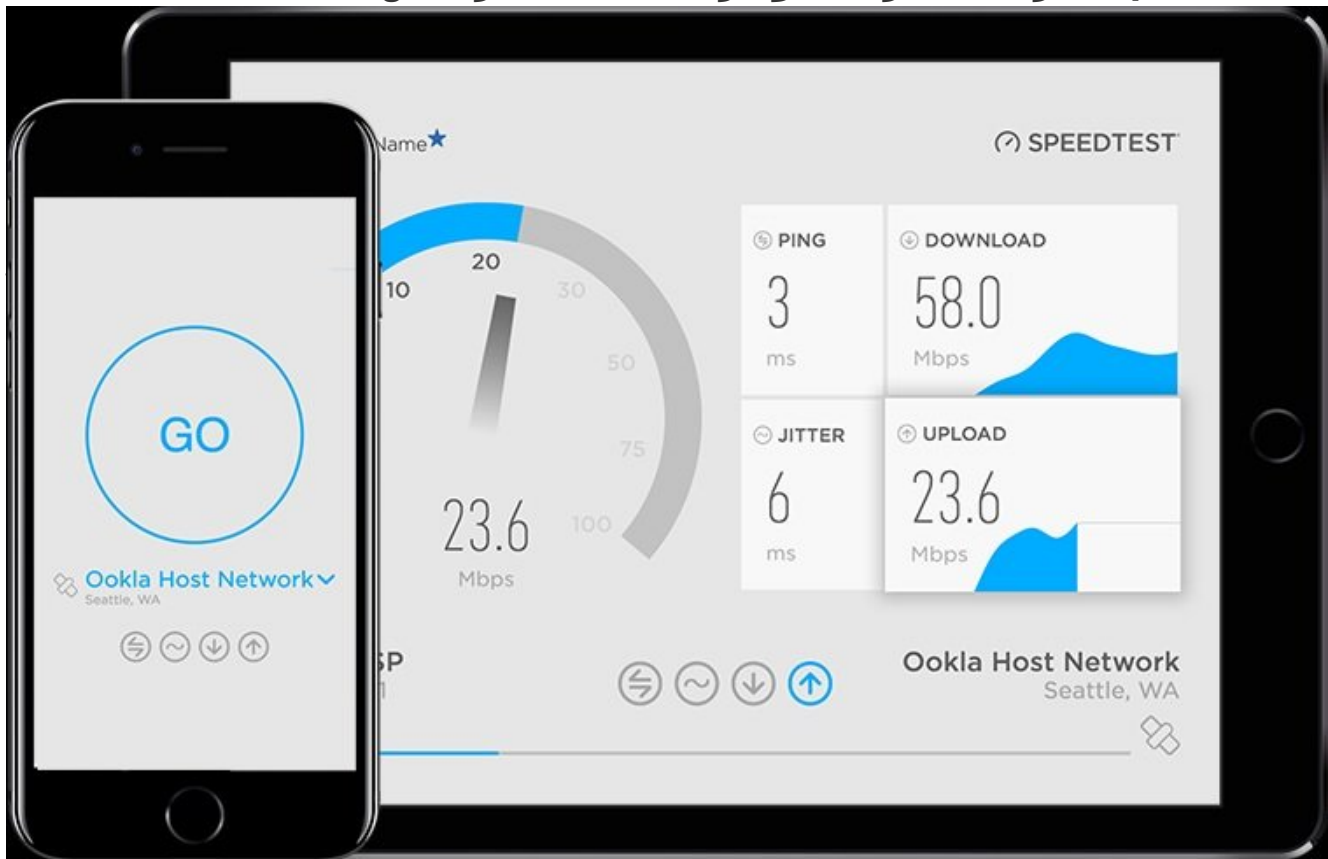 GO
Ookla Host Network
Seattle, WA
Name
SPEEDTEST
10
20
30
50
75
100
23.6
Mbps
PING
3
ms
DOWNLOAD
58.0
Mbps
JITTER
6
ms
UPLOAD
23.6
Mbps
SP
Ookla Host Network
Seattle, WA